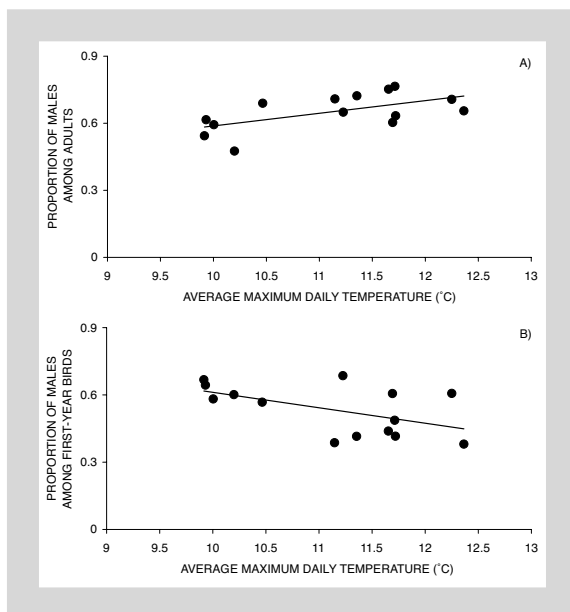 A)
PROPORTION OF MALES
AMONG ADULTS
0.9
0.6
0.3
0
9 9.5 10 10.5 11 11.5 12 12.5 13
AVERAGE MAXIMUM DAILY TEMPERATURE (˚C)
B)
PROPORTION OF MALES
AMONG FIRST-YEAR BIRDS
0.9
0.6
0.3
0
9 9.5 10 10.5 11 11.5 12 12.5 13
AVERAGE MAXIMUM DAILY TEMPERATURE (˚C)